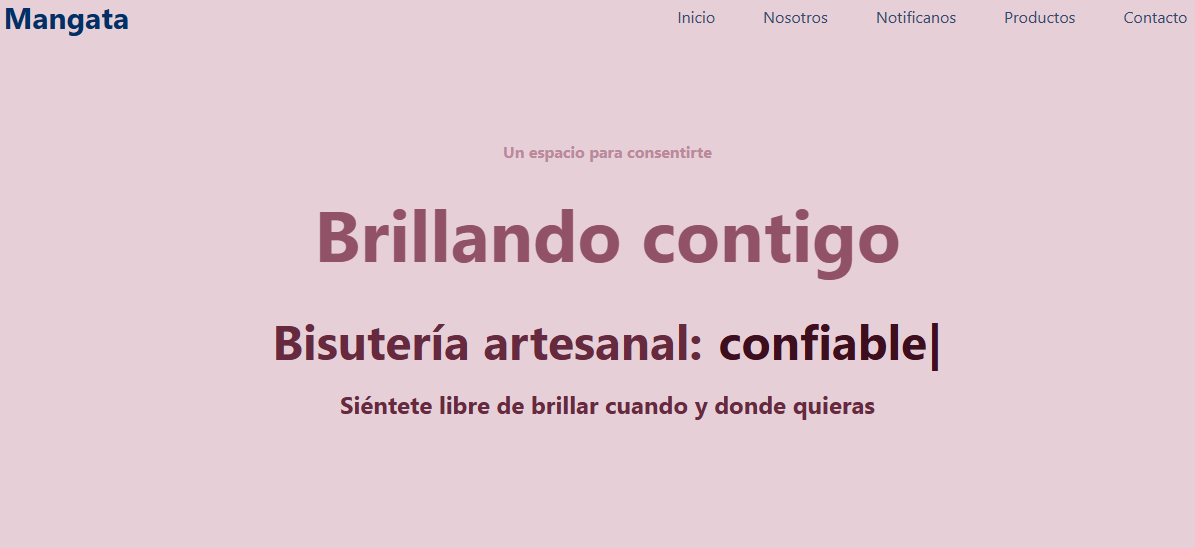 Mangata
Inicio Nosotros Notificanos Productos Contacto
Un espacio para consentirte
Brillando contigo
Bisutería artesanal: confiable|
Siéntete libre de brillar cuando y donde quieras